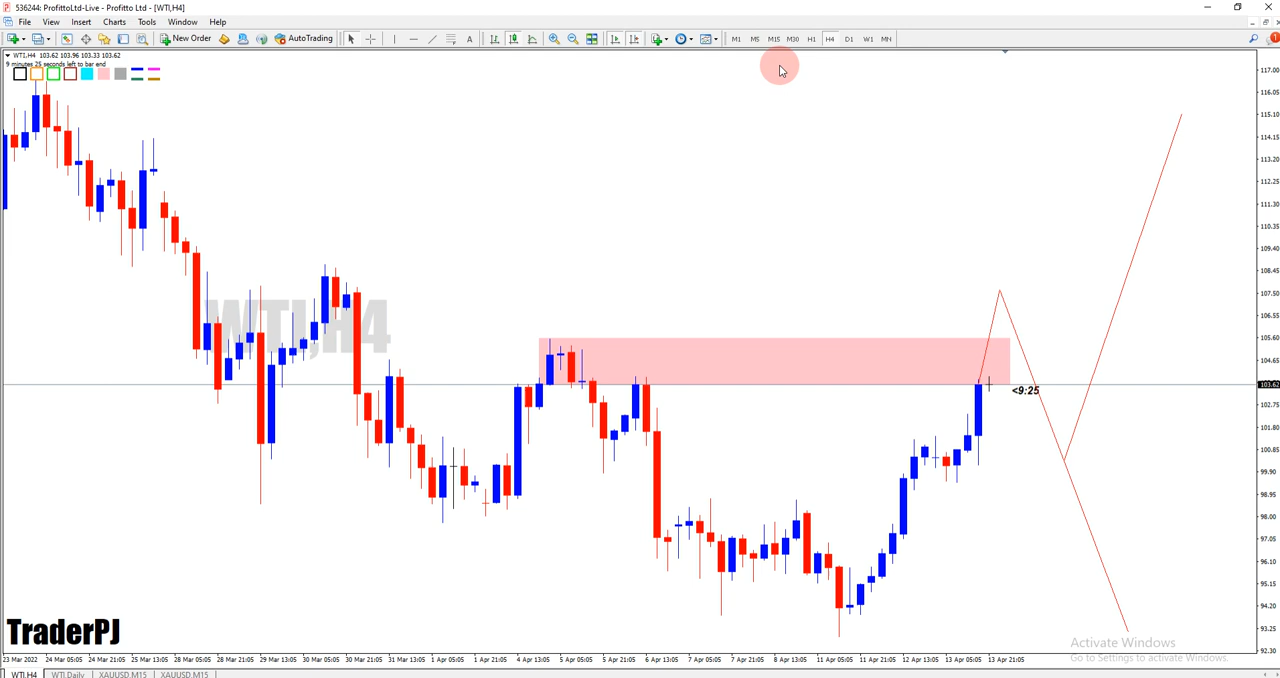 536244: ProfittoLtd-Live - Profitto Ltd - [WTI,H4]
File View Insert Charts Tools Window Help
New Order AutoTrading A M1 M5 M15 M30 H1 H4 D1 W1 MN 1
WTI,H4 103.62 103.96 103.33 103.62
9 minutes 25 seconds left to bar end
117.00
116.05
115.10
114.15
113.20
112.25
111.30
110.35
109.40
108.45
107.50
106.55
105.60
104.65
103.62
102.75
101.80
100.85
99.90
98.95
98.00
97.05
96.10
95.15
94.20
93.25
92.30
WTI,H4
<9:25
TraderPJ
Activate Windows
Go to Settings to activate Windows.
23 Mar 2022 24 Mar 05:05 24 Mar 21:05 25 Mar 13:05 28 Mar 05:05 28 Mar 21:05 29 Mar 13:05 30 Mar 05:05 30 Mar 21:05 31 Mar 13:05 1 Apr 05:05 1 Apr 21:05 4 Apr 13:05 5 Apr 05:05 5 Apr 21:05 6 Apr 13:05 7 Apr 05:05 7 Apr 21:05 8 Apr 13:05 11 Apr 05:05 11 Apr 21:05 12 Apr 13:05 13 Apr 05:05 13 Apr 21:05
WTI,H4 WTI,Daily XAUUSD,M15 XAUUSD,M15